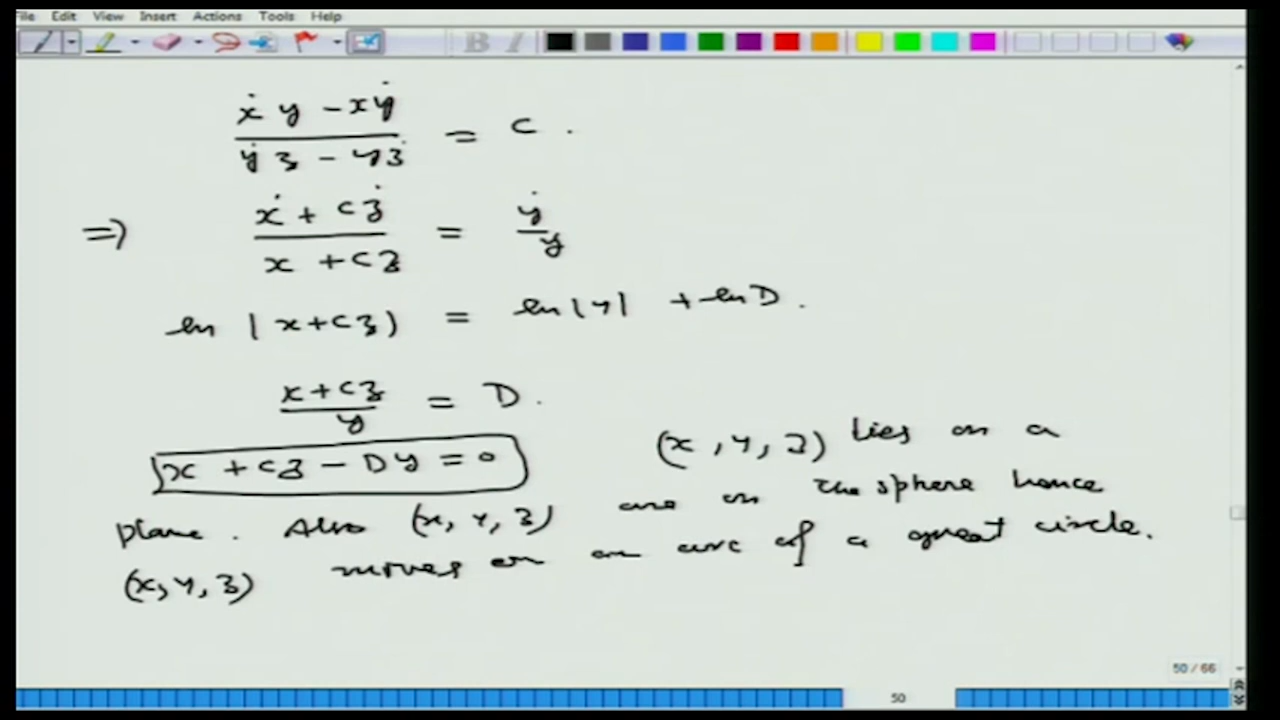 File Edit View Insert Actions Tools Help
B I
(ẋy − xẏ) / (ẏz − yż) = c .
⇒ (ẋ + cż) / (x + cz) = ẏ / y
ln |x + cz| = ln |y| + ln D .
(x + cz) / y = D .
x + cz − Dy = 0 (x, y, z) lies on a
plane . Also (x, y, z) are on the sphere hence
(x, y, z) moves on an arc of a great circle.
50 / 66
50